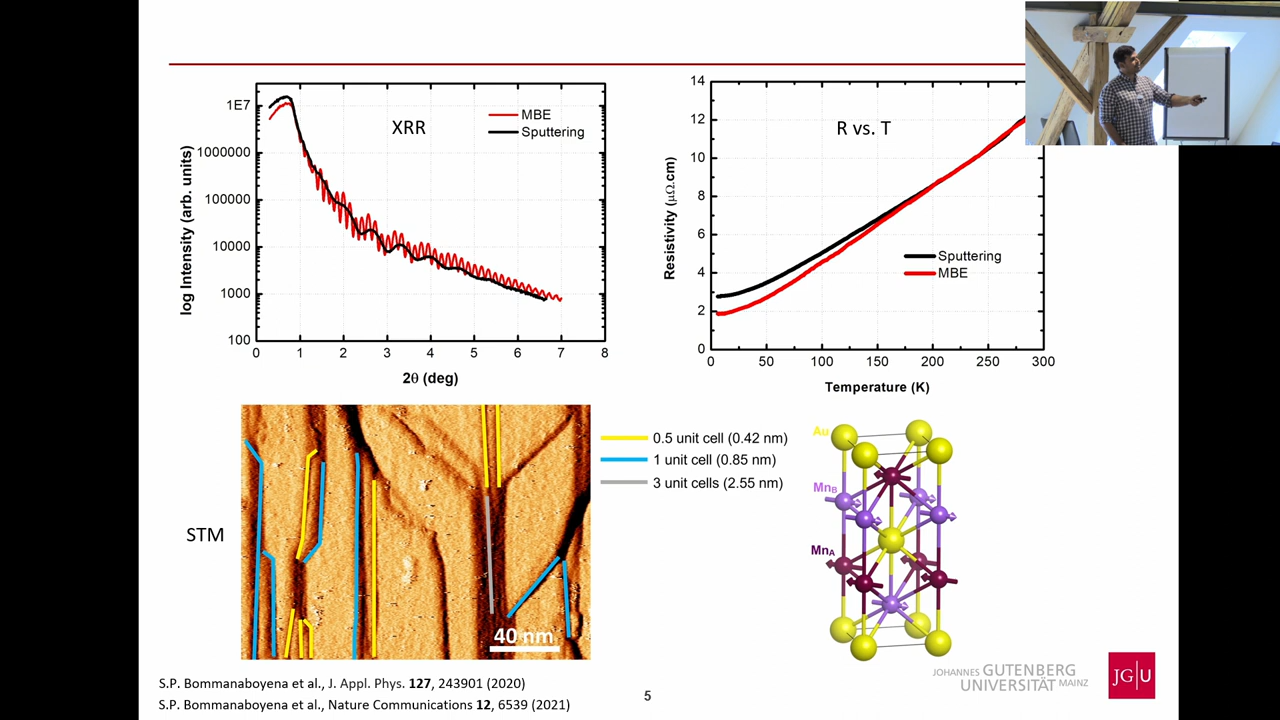 XRR
MBE
Sputtering
log Intensity (arb. units)
1E7
1000000
100000
10000
1000
100
0 1 2 3 4 5 6 7 8
2θ (deg)
R vs. T
Sputtering
MBE
Resistivity (μΩ.cm)
14
12
10
8
6
4
2
0
0 50 100 150 200 250 300
Temperature (K)
STM
40 nm
0.5 unit cell (0.42 nm)
1 unit cell (0.85 nm)
3 unit cells (2.55 nm)
Au
MnB
MnA
S.P. Bommanaboyena et al., J. Appl. Phys. 127, 243901 (2020)
S.P. Bommanaboyena et al., Nature Communications 12, 6539 (2021)
5
JOHANNES GUTENBERG
UNIVERSITÄT MAINZ
JG|U